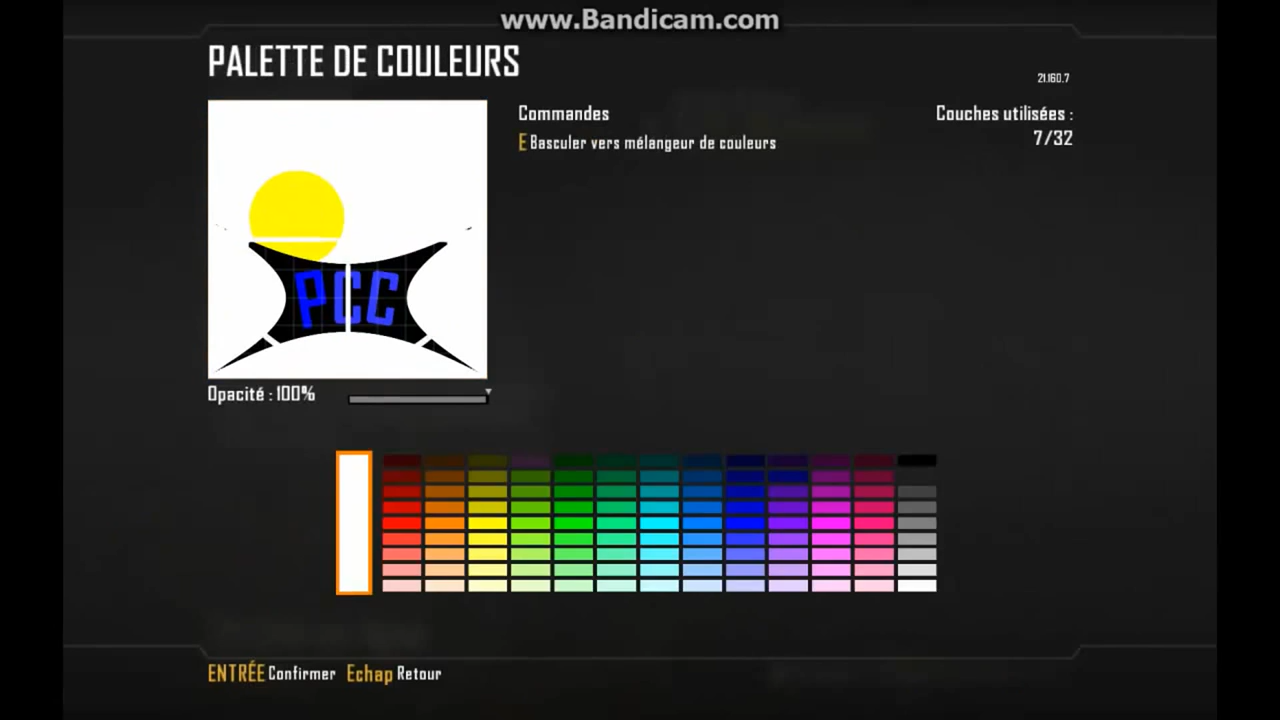 www.Bandicam.com
PALETTE DE COULEURS
21.160.7
Commandes
Couches utilisées :
E Basculer vers mélangeur de couleurs
7/32
PCC
Opacité : 100%
ENTRÉE Confirmer Echap Retour